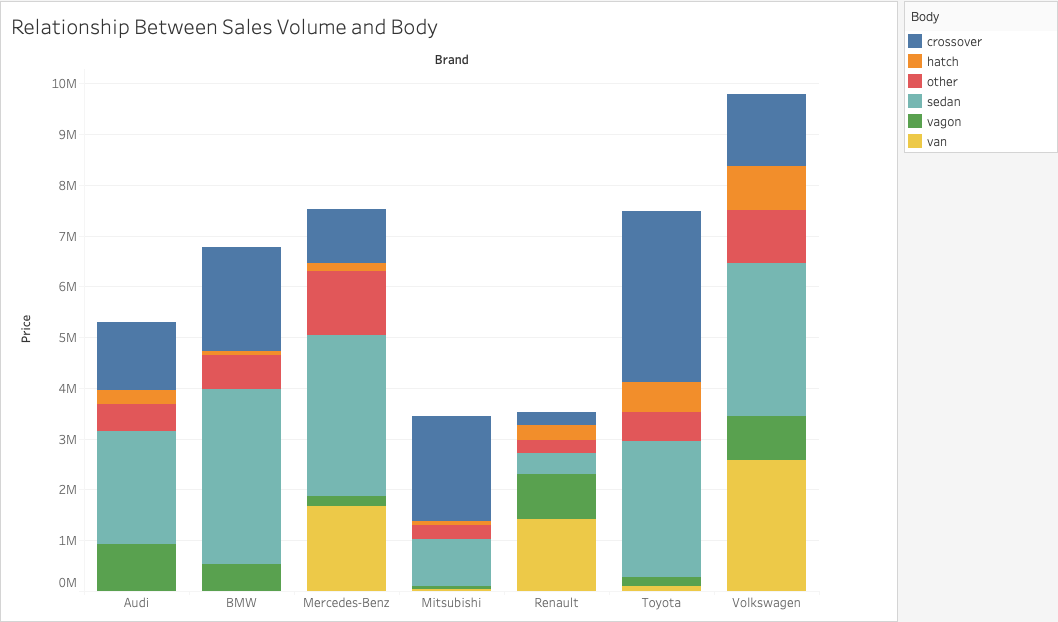 Relationship Between Sales Volume and Body
Brand
10M
9M
8M
7M
6M
5M
4M
3M
2M
1M
0M
Price
Audi
BMW
Mercedes-Benz
Mitsubishi
Renault
Toyota
Volkswagen
Body
crossover
hatch
other
sedan
vagon
van